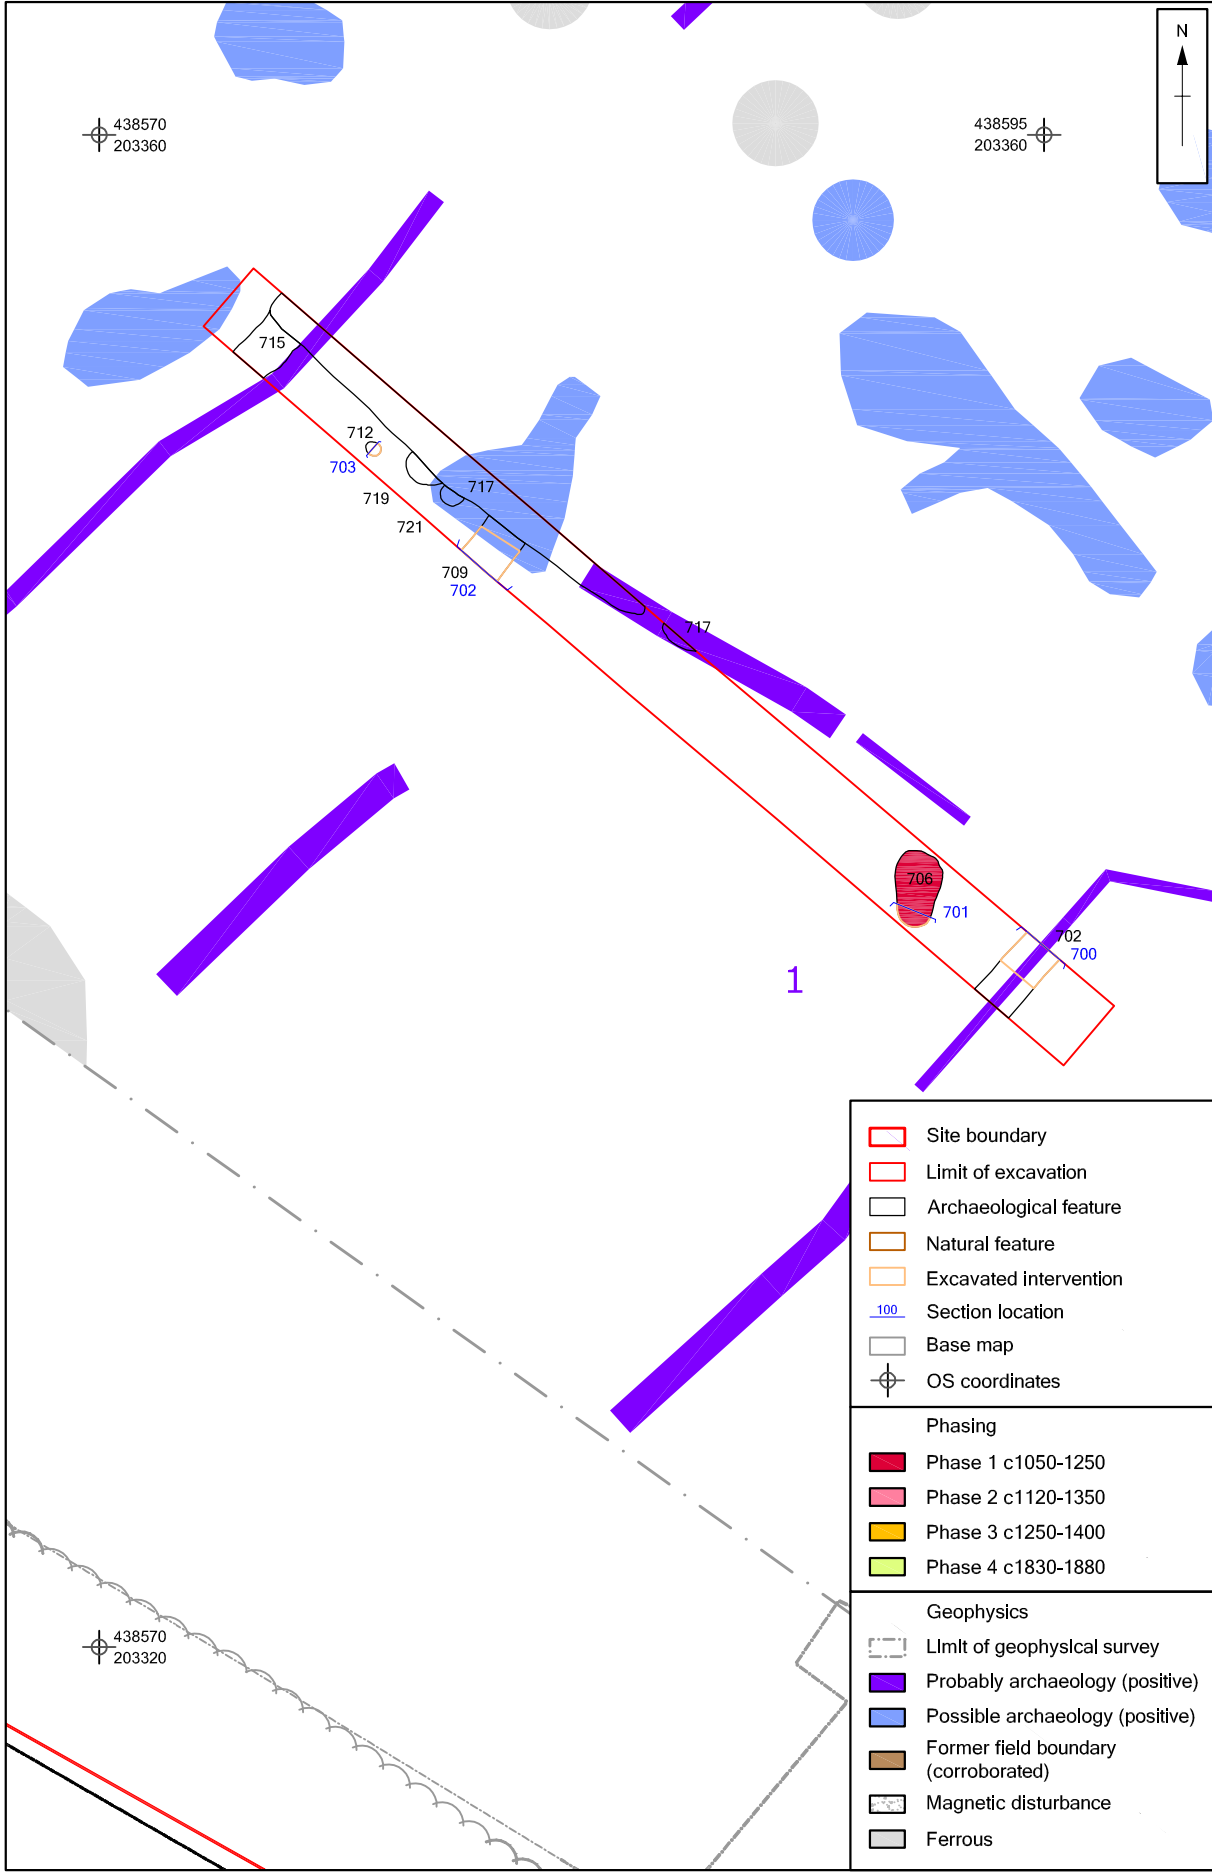 N
438570
203360
438595
203360
715
712
703
719
717
721
709
702
717
706
701
702
700
1
Site boundary
Limit of excavation
Archaeological feature
Natural feature
Excavated intervention
100 Section location
Base map
OS coordinates
Phasing
Phase 1 c1050-1250
Phase 2 c1120-1350
Phase 3 c1250-1400
Phase 4 c1830-1880
Geophysics
Limit of geophysical survey
Probably archaeology (positive)
Possible archaeology (positive)
Former field boundary
(corroborated)
Magnetic disturbance
Ferrous
438570
203320